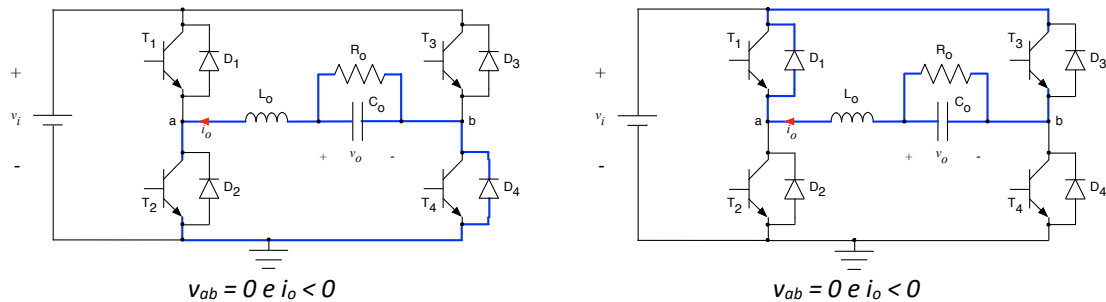 T1 D1 T3 D3
Ro
+ Lo Co
vi a io b
+ vo -
- D2 D4
T2 T4
vab = 0 e io < 0
T1 D1 T3 D3
Ro
+ Lo Co
vi a io b
+ vo -
- D2 D4
T2 T4
vab = 0 e io < 0